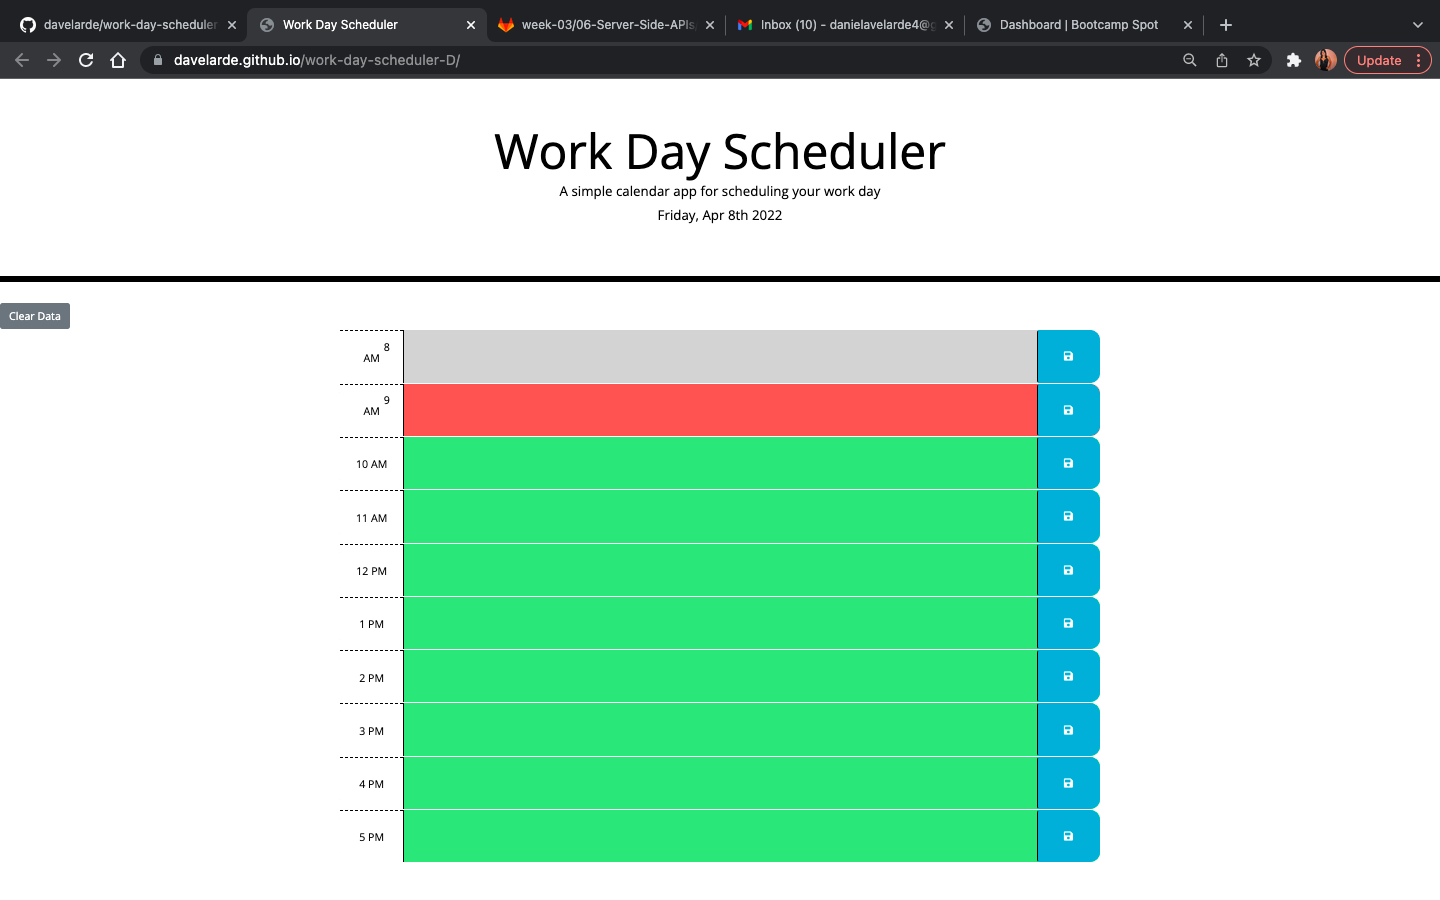 davelarde/work-day-scheduler
Work Day Scheduler
week-03/06-Server-Side-APIs
Inbox (10) - danielavelarde4@
Dashboard | Bootcamp Spot
davelarde.github.io/work-day-scheduler-D/
Update
Work Day Scheduler
A simple calendar app for scheduling your work day
Friday, Apr 8th 2022
Clear Data
8
AM
9
AM
10 AM
11 AM
12 PM
1 PM
2 PM
3 PM
4 PM
5 PM